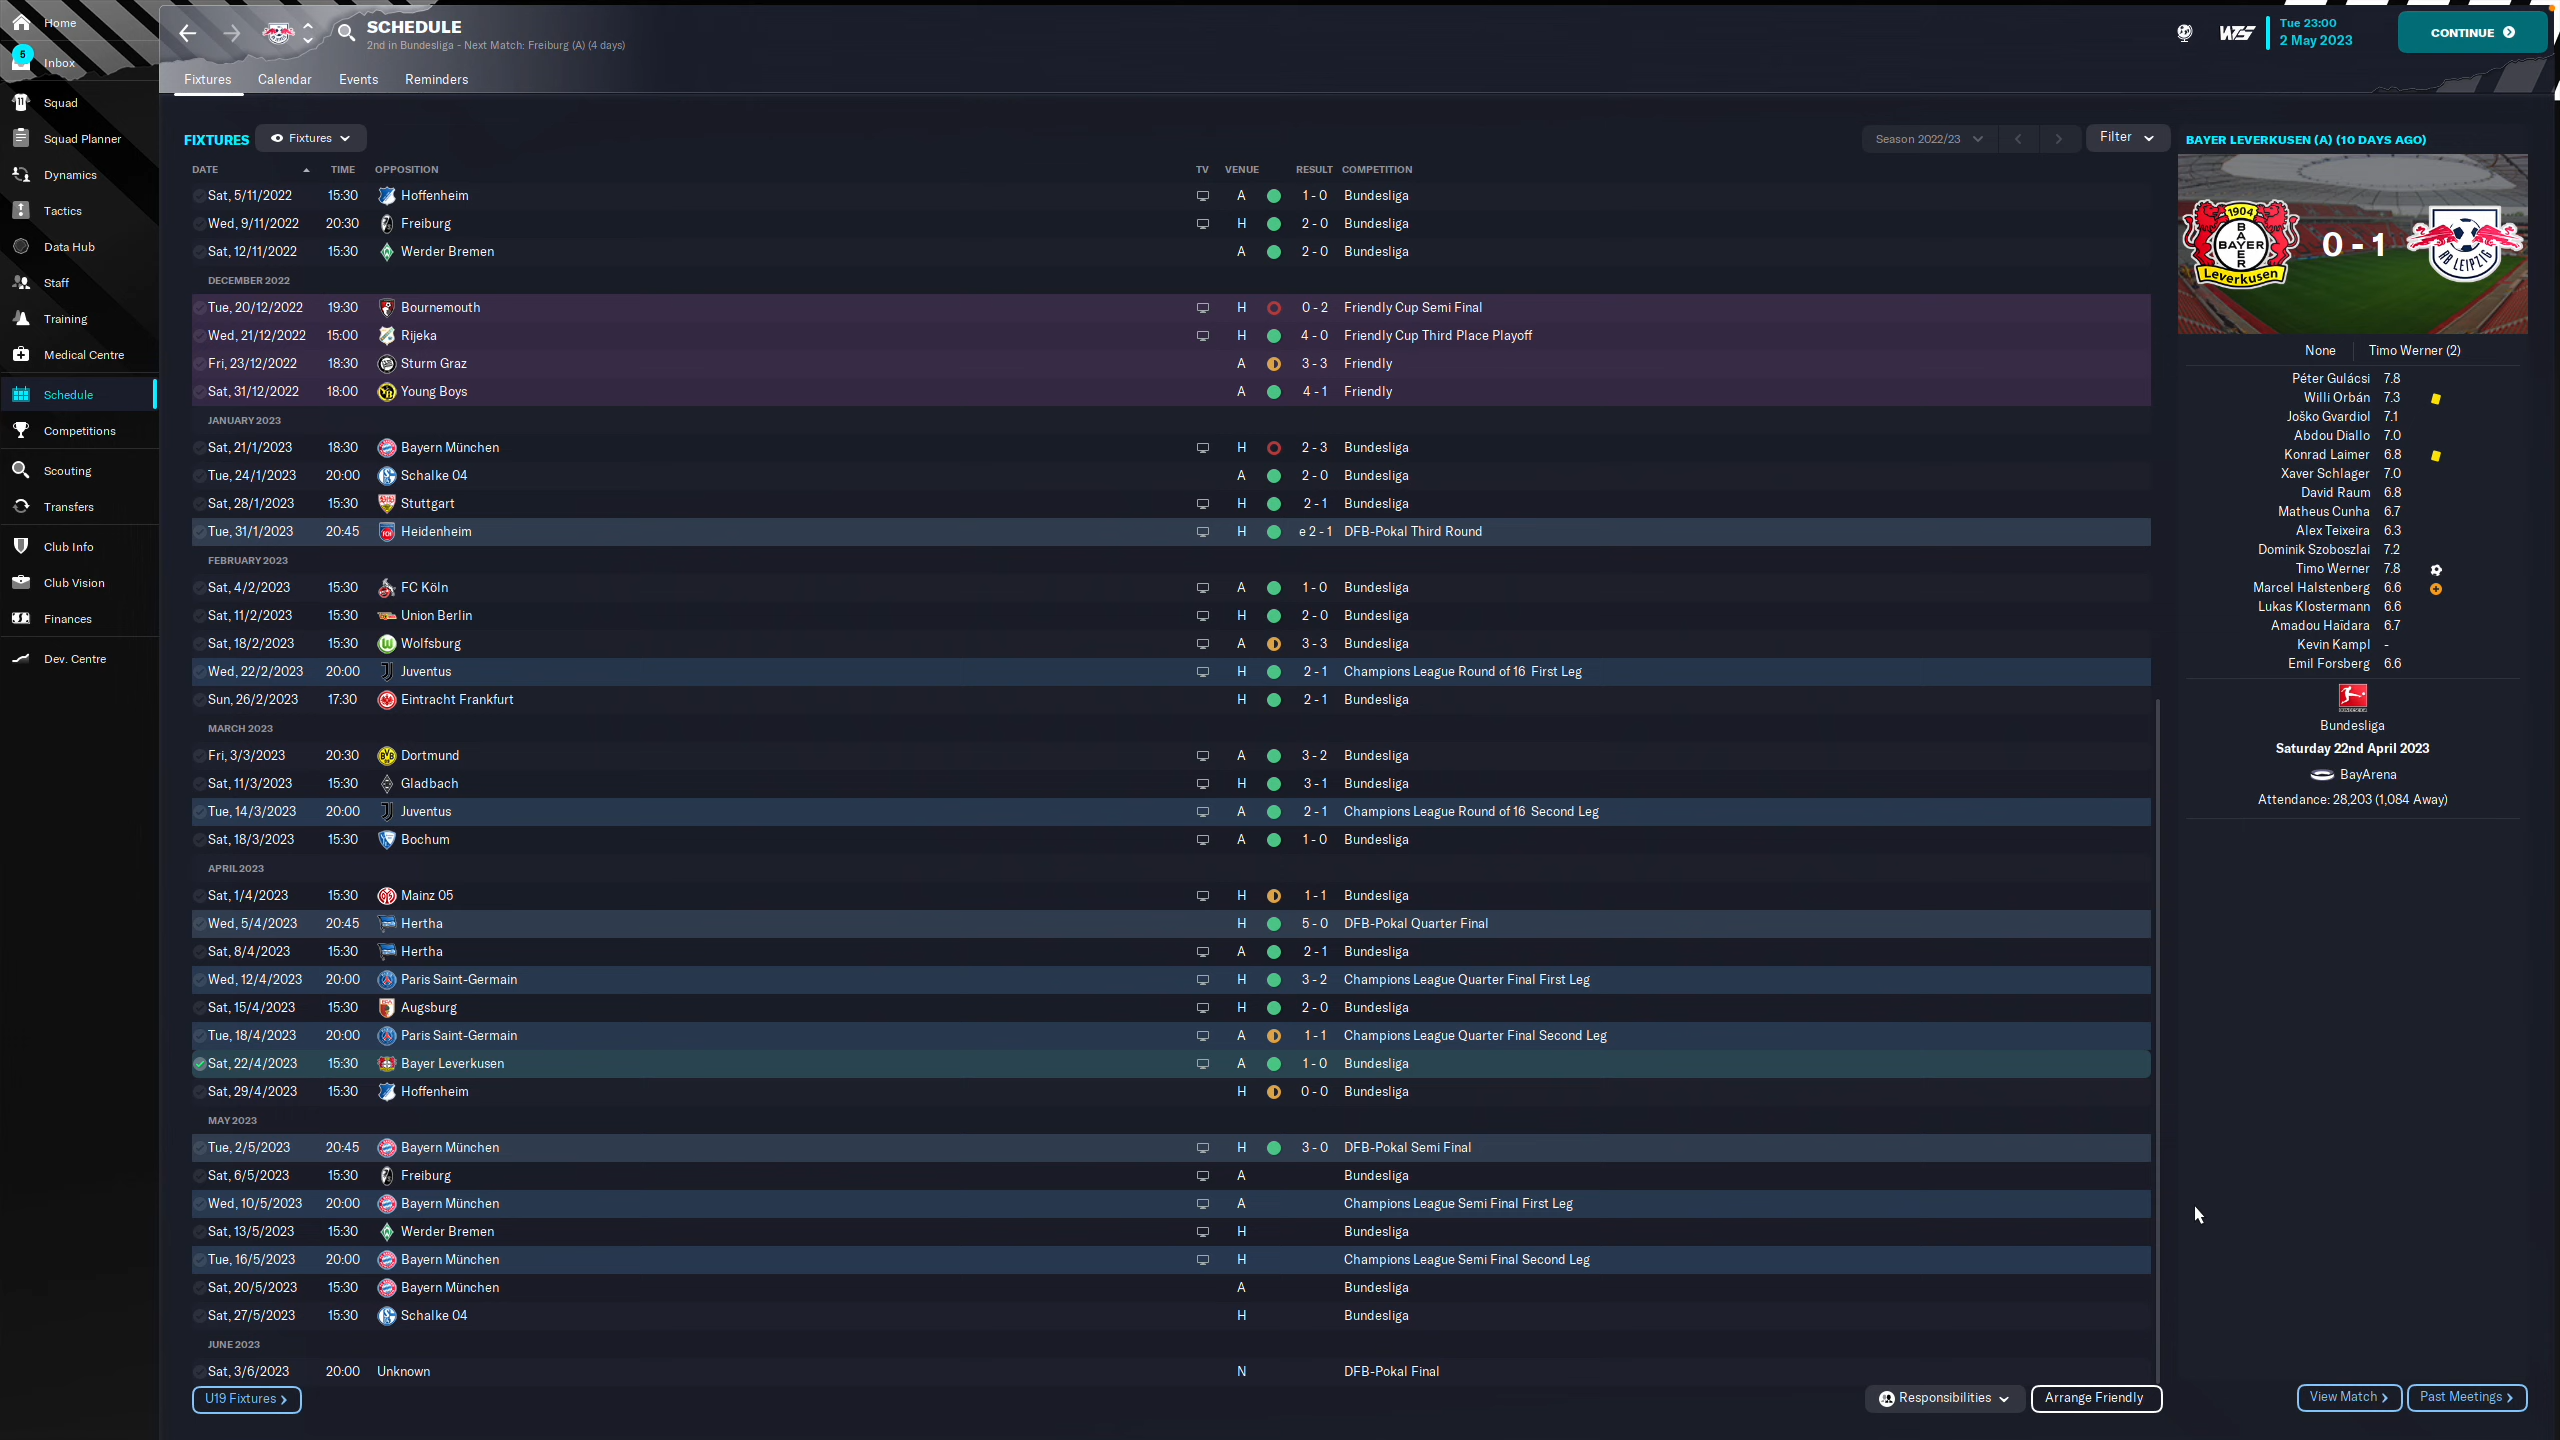 Home
5
Inbox
Squad
Squad Planner
Dynamics
Tactics
Data Hub
Staff
Training
Medical Centre
Schedule
Competitions
Scouting
Transfers
Club Info
Club Vision
Finances
Dev. Centre
SCHEDULE
2nd in Bundesliga - Next Match: Freiburg (A) (4 days)
Tue 23:00
2 May 2023
CONTINUE
Fixtures Calendar Events Reminders
FIXTURES Fixtures Season 2022/23 Filter
DATE TIME OPPOSITION TV VENUE RESULT COMPETITION
Sat, 5/11/2022 15:30 Hoffenheim A 1 - 0 Bundesliga
Wed, 9/11/2022 20:30 Freiburg H 2 - 0 Bundesliga
Sat, 12/11/2022 15:30 Werder Bremen A 2 - 0 Bundesliga
DECEMBER 2022
Tue, 20/12/2022 19:30 Bournemouth H 0 - 2 Friendly Cup Semi Final
Wed, 21/12/2022 15:00 Rijeka H 4 - 0 Friendly Cup Third Place Playoff
Fri, 23/12/2022 18:30 Sturm Graz A 3 - 3 Friendly
Sat, 31/12/2022 18:00 Young Boys A 4 - 1 Friendly
JANUARY 2023
Sat, 21/1/2023 18:30 Bayern München H 2 - 3 Bundesliga
Tue, 24/1/2023 20:00 Schalke 04 A 2 - 0 Bundesliga
Sat, 28/1/2023 15:30 Stuttgart H 2 - 1 Bundesliga
Tue, 31/1/2023 20:45 Heidenheim H e 2 - 1 DFB-Pokal Third Round
FEBRUARY 2023
Sat, 4/2/2023 15:30 FC Köln A 1 - 0 Bundesliga
Sat, 11/2/2023 15:30 Union Berlin H 2 - 0 Bundesliga
Sat, 18/2/2023 15:30 Wolfsburg A 3 - 3 Bundesliga
Wed, 22/2/2023 20:00 Juventus H 2 - 1 Champions League Round of 16 First Leg
Sun, 26/2/2023 17:30 Eintracht Frankfurt H 2 - 1 Bundesliga
MARCH 2023
Fri, 3/3/2023 20:30 Dortmund A 3 - 2 Bundesliga
Sat, 11/3/2023 15:30 Gladbach H 3 - 1 Bundesliga
Tue, 14/3/2023 20:00 Juventus A 2 - 1 Champions League Round of 16 Second Leg
Sat, 18/3/2023 15:30 Bochum A 1 - 0 Bundesliga
APRIL 2023
Sat, 1/4/2023 15:30 Mainz 05 H 1 - 1 Bundesliga
Wed, 5/4/2023 20:45 Hertha H 5 - 0 DFB-Pokal Quarter Final
Sat, 8/4/2023 15:30 Hertha A 2 - 1 Bundesliga
Wed, 12/4/2023 20:00 Paris Saint-Germain H 3 - 2 Champions League Quarter Final First Leg
Sat, 15/4/2023 15:30 Augsburg H 2 - 0 Bundesliga
Tue, 18/4/2023 20:00 Paris Saint-Germain A 1 - 1 Champions League Quarter Final Second Leg
Sat, 22/4/2023 15:30 Bayer Leverkusen A 1 - 0 Bundesliga
Sat, 29/4/2023 15:30 Hoffenheim H 0 - 0 Bundesliga
MAY 2023
Tue, 2/5/2023 20:45 Bayern München H 3 - 0 DFB-Pokal Semi Final
Sat, 6/5/2023 15:30 Freiburg A Bundesliga
Wed, 10/5/2023 20:00 Bayern München A Champions League Semi Final First Leg
Sat, 13/5/2023 15:30 Werder Bremen H Bundesliga
Tue, 16/5/2023 20:00 Bayern München H Champions League Semi Final Second Leg
Sat, 20/5/2023 15:30 Bayern München A Bundesliga
Sat, 27/5/2023 15:30 Schalke 04 H Bundesliga
JUNE 2023
Sat, 3/6/2023 20:00 Unknown N DFB-Pokal Final
U19 Fixtures Responsibilities Arrange Friendly
BAYER LEVERKUSEN (A) (10 DAYS AGO)
1904
BAYER
BAYER
Leverkusen
0 - 1
RB LEIPZIG
None Timo Werner (2)
Péter Gulácsi 7.8
Willi Orbán 7.3
Joško Gvardiol 7.1
Abdou Diallo 7.0
Konrad Laimer 6.8
Xaver Schlager 7.0
David Raum 6.8
Matheus Cunha 6.7
Alex Teixeira 6.3
Dominik Szoboszlai 7.2
Timo Werner 7.8
Marcel Halstenberg 6.6
Lukas Klostermann 6.6
Amadou Haïdara 6.7
Kevin Kampl -
Emil Forsberg 6.6
Bundesliga
Saturday 22nd April 2023
BayArena
Attendance: 28,203 (1,084 Away)
View Match Past Meetings